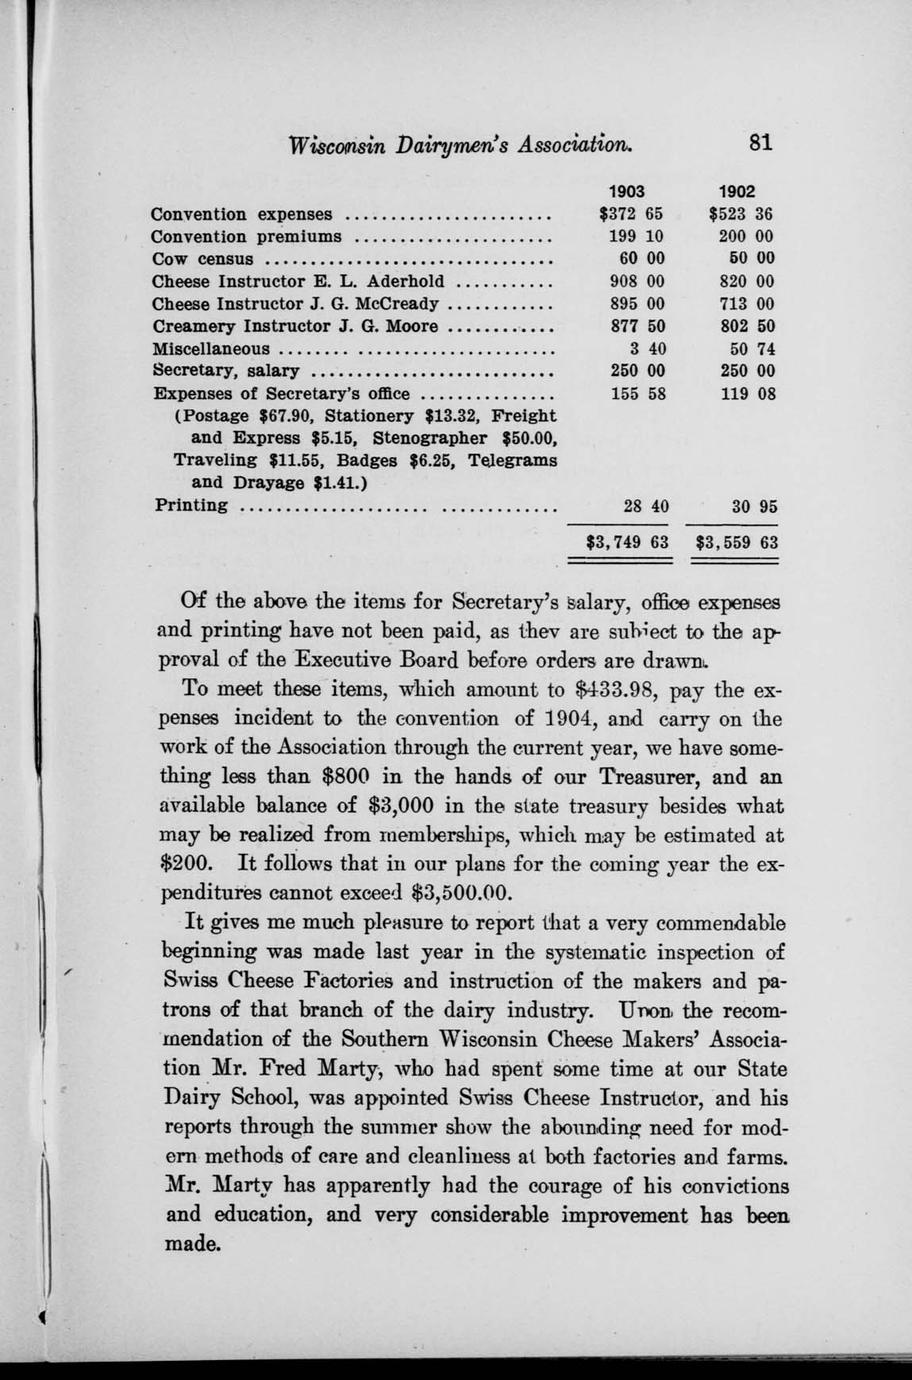 Wisconsin Dairymen's Association. 81
1903 1902
Convention expenses ....................... $372 65 $523 36
Convention premiums ...................... 199 10 200 00
Cow census ................................ 60 00 50 00
Cheese Instructor E. L. Aderhold ........... 908 00 820 00
Cheese Instructor J. G. McCready ............ 895 00 713 00
Creamery Instructor J. G. Moore ............ 877 50 802 50
Miscellaneous ........ ...................... 3 40 50 74
Secretary, salary ........................... 250 00 250 00
Expenses of Secretary's office ............... 155 58 119 08
(Postage $67.90, Stationery $13.32, Freight
and Express $5.15, Stenographer $50.00,
Traveling $11.55, Badges $6.25, Telegrams
and Drayage $1.41.)
Printing ..................... ............. 28 40 30 95
$3,749 63 $3,559 63
Of the above the items for Secretary's salary, office expenses
and printing have not been paid, as they are subject to the ap-
proval of the Executive Board before orders are drawn.
To meet these items, which amount to $433.98, pay the ex-
penses incident to the convention of 1904, and carry on the
work of the Association through the current year, we have some-
thing less than $800 in the hands of our Treasurer, and an
available balance of $3,000 in the state treasury besides what
may be realized from memberships, which may be estimated at
$200. It follows that in our plans for the coming year the ex-
penditures cannot exceed $3,500.00.
It gives me much pleasure to report that a very commendable
beginning was made last year in the systematic inspection of
Swiss Cheese Factories and instruction of the makers and pa-
trons of that branch of the dairy industry. Upon the recom-
mendation of the Southern Wisconsin Cheese Makers' Associa-
tion Mr. Fred Marty, who had spent some time at our State
Dairy School, was appointed Swiss Cheese Instructor, and his
reports through the summer show the abounding need for mod-
ern methods of care and cleanliness at both factories and farms.
Mr. Marty has apparently had the courage of his convictions
and education, and very considerable improvement has been
made.